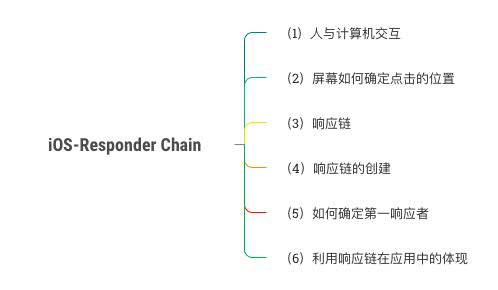 iOS-Responder Chain
（1）人与计算机交互
（2）屏幕如何确定点击的位置
（3）响应链
（4）响应链的创建
（5）如何确定第一响应者
（6）利用响应链在应用中的体现